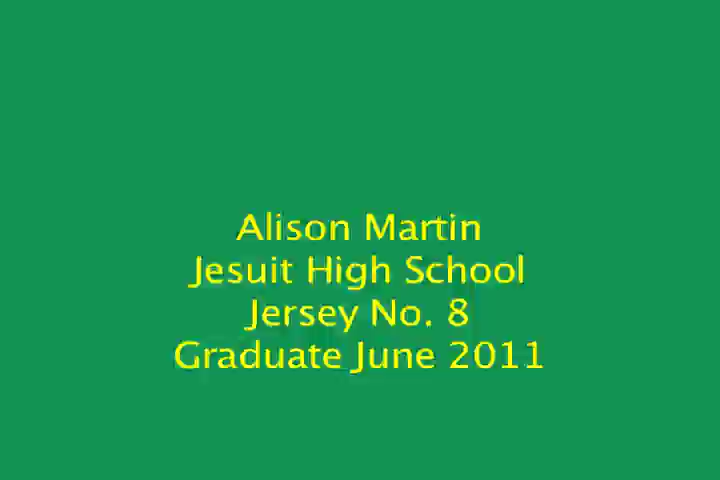 Alison Martin
Jesuit High School
Jersey No. 8
Graduate June 2011